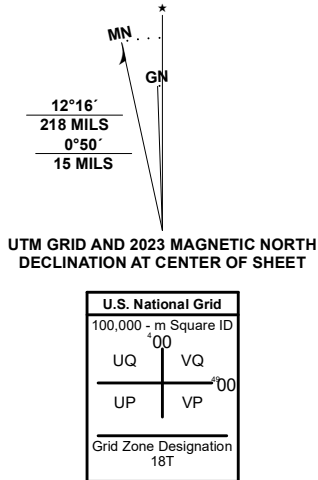 ★
MN
GN
12°16´
218 MILS
0°50´
15 MILS
UTM GRID AND 2023 MAGNETIC NORTH
DECLINATION AT CENTER OF SHEET
U.S. National Grid
100,000 - m Square ID
⁴00
UQ VQ
⁴⁹00
UP VP
Grid Zone Designation
18T